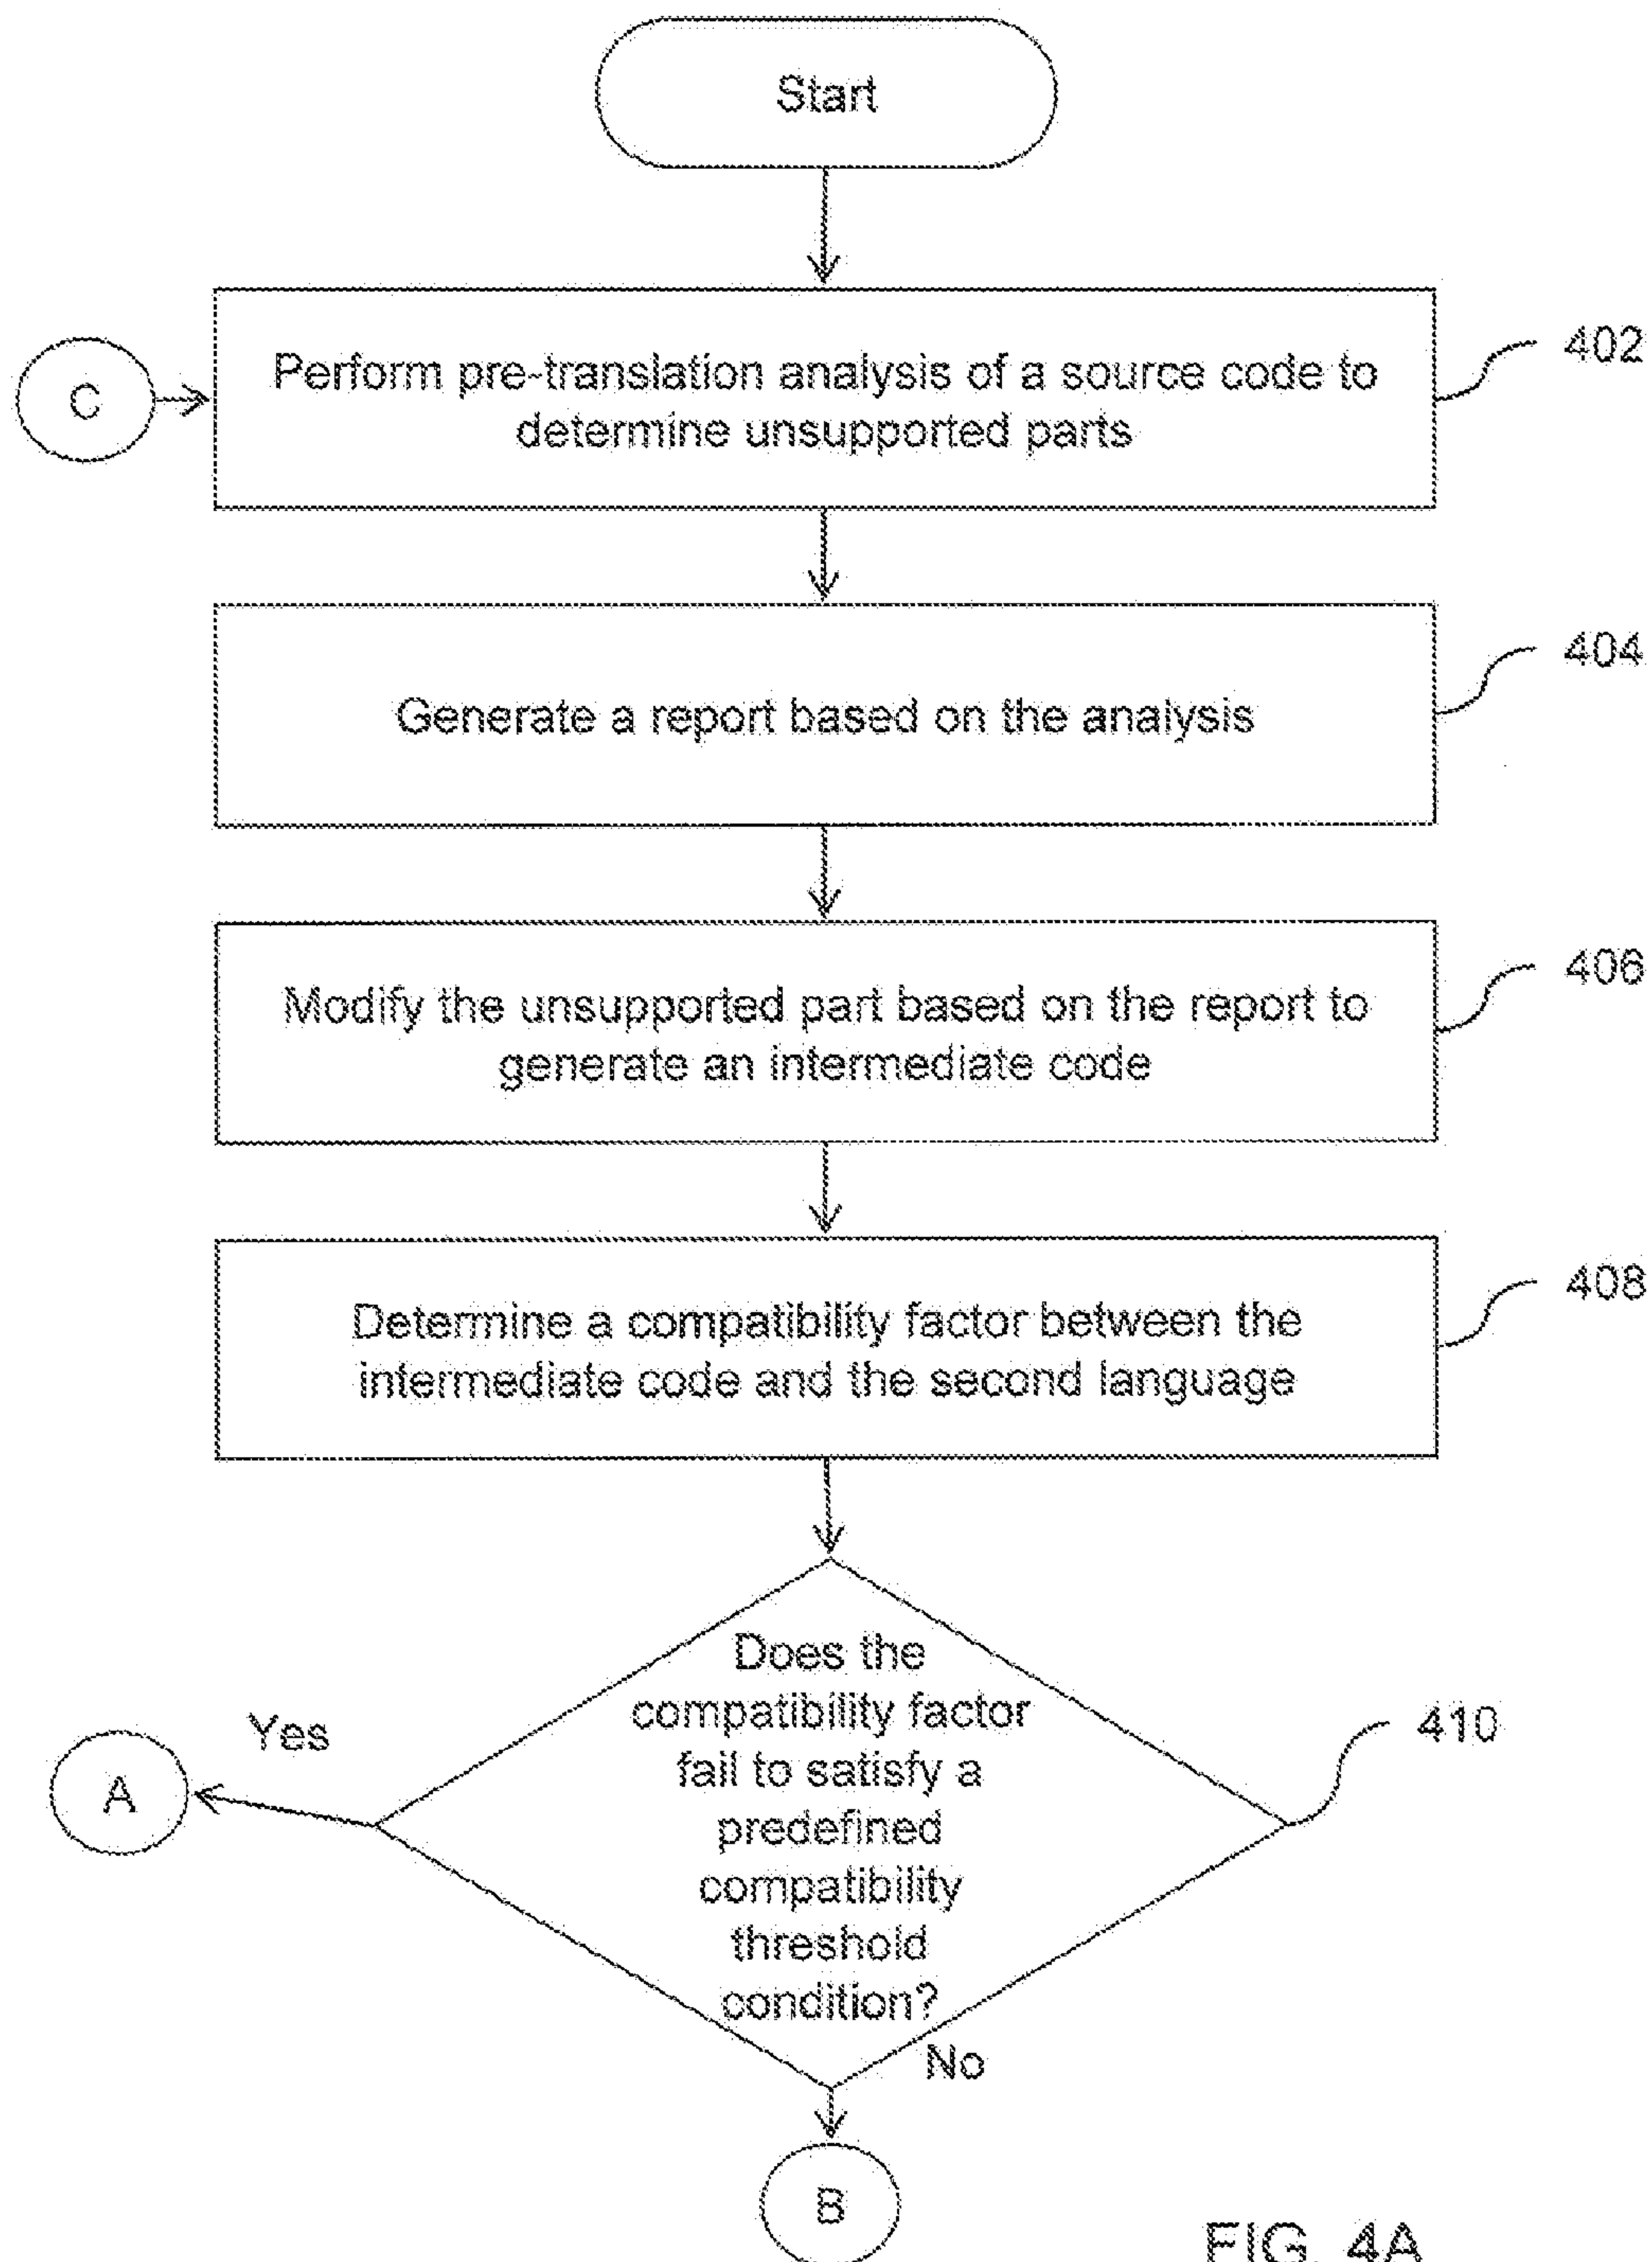 Start
C
Perform pre-translation analysis of a source code to
determine unsupported parts
402
Generate a report based on the analysis
404
Modify the unsupported part based on the report to
generate an intermediate code
406
Determine a compatibility factor between the
intermediate code and the second language
408
Does the
compatibility factor
fail to satisfy a
predefined
compatibility
threshold
condition?
410
Yes
A
No
B
FIG. 4A